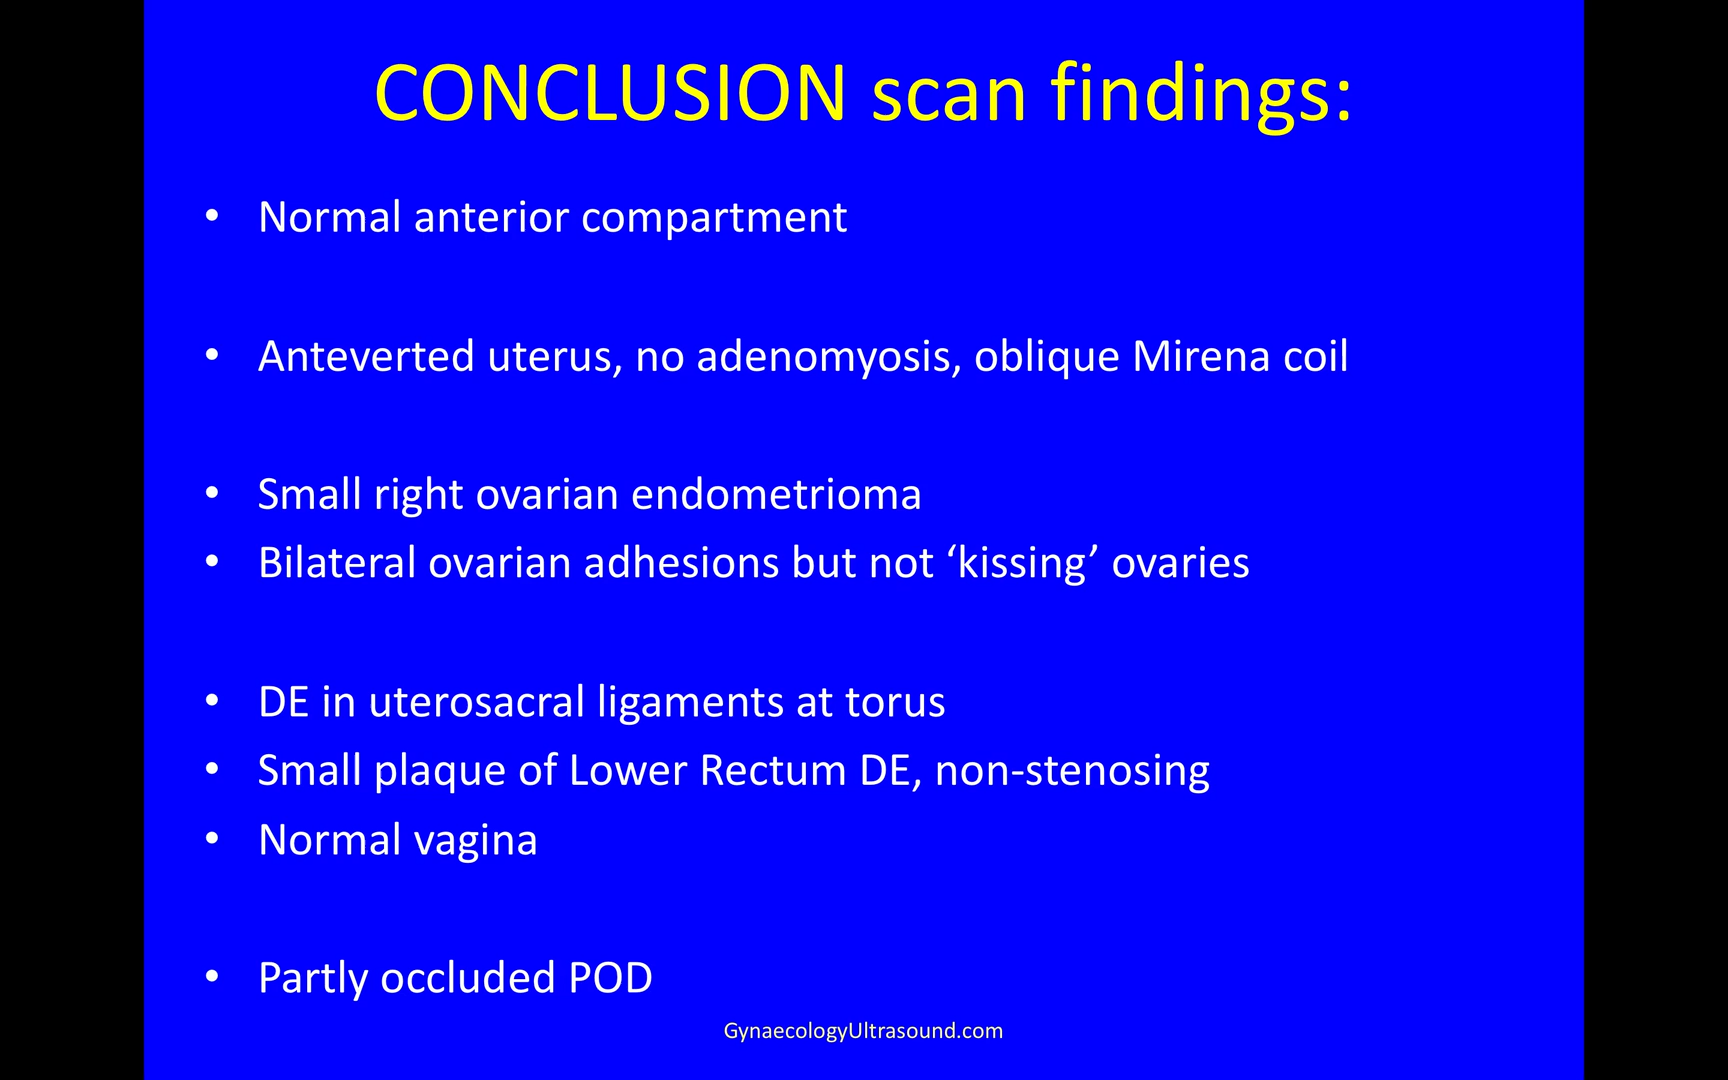 CONCLUSION scan findings:
• Normal anterior compartment
• Anteverted uterus, no adenomyosis, oblique Mirena coil
• Small right ovarian endometrioma
• Bilateral ovarian adhesions but not ‘kissing’ ovaries
• DE in uterosacral ligaments at torus
• Small plaque of Lower Rectum DE, non-stenosing
• Normal vagina
• Partly occluded POD
GynaecologyUltrasound.com